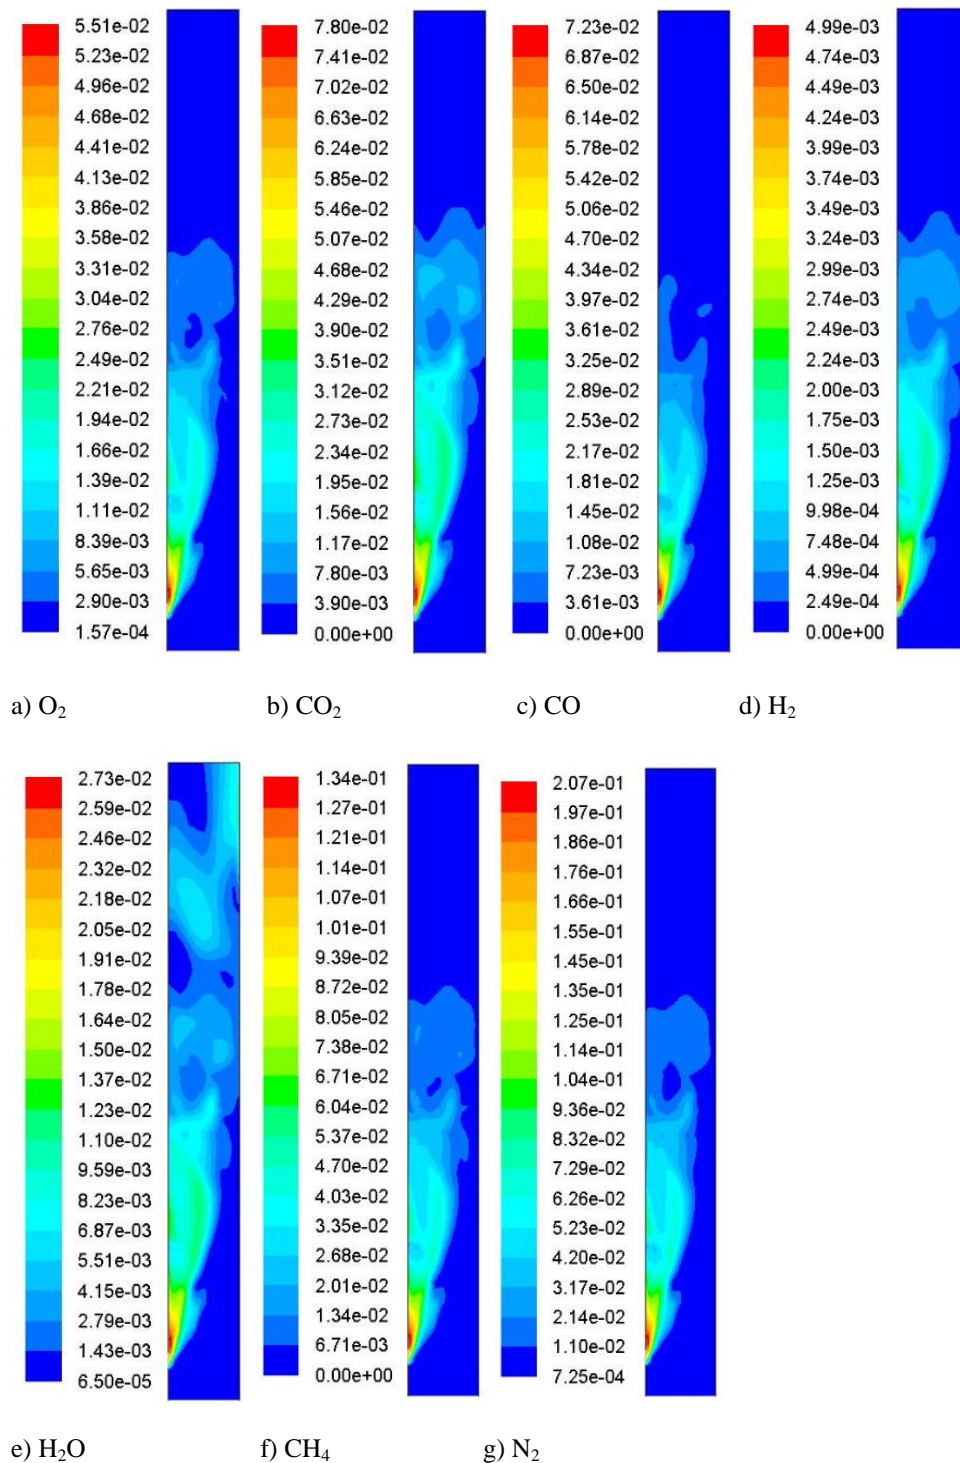 5.51e-02 7.80e-02 7.23e-02 4.99e-03
5.23e-02 7.41e-02 6.87e-02 4.74e-03
4.96e-02 7.02e-02 6.50e-02 4.49e-03
4.68e-02 6.63e-02 6.14e-02 4.24e-03
4.41e-02 6.24e-02 5.78e-02 3.99e-03
4.13e-02 5.85e-02 5.42e-02 3.74e-03
3.86e-02 5.46e-02 5.06e-02 3.49e-03
3.58e-02 5.07e-02 4.70e-02 3.24e-03
3.31e-02 4.68e-02 4.34e-02 2.99e-03
3.04e-02 4.29e-02 3.97e-02 2.74e-03
2.76e-02 3.90e-02 3.61e-02 2.49e-03
2.49e-02 3.51e-02 3.25e-02 2.24e-03
2.21e-02 3.12e-02 2.89e-02 2.00e-03
1.94e-02 2.73e-02 2.53e-02 1.75e-03
1.66e-02 2.34e-02 2.17e-02 1.50e-03
1.39e-02 1.95e-02 1.81e-02 1.25e-03
1.11e-02 1.56e-02 1.45e-02 9.98e-04
8.39e-03 1.17e-02 1.08e-02 7.48e-04
5.65e-03 7.80e-03 7.23e-03 4.99e-04
2.90e-03 3.90e-03 3.61e-03 2.49e-04
1.57e-04 0.00e+00 0.00e+00 0.00e+00
a) O₂ b) CO₂ c) CO d) H₂
2.73e-02 1.34e-01 2.07e-01
2.59e-02 1.27e-01 1.97e-01
2.46e-02 1.21e-01 1.86e-01
2.32e-02 1.14e-01 1.76e-01
2.18e-02 1.07e-01 1.66e-01
2.05e-02 1.01e-01 1.55e-01
1.91e-02 9.39e-02 1.45e-01
1.78e-02 8.72e-02 1.35e-01
1.64e-02 8.05e-02 1.25e-01
1.50e-02 7.38e-02 1.14e-01
1.37e-02 6.71e-02 1.04e-01
1.23e-02 6.04e-02 9.36e-02
1.10e-02 5.37e-02 8.32e-02
9.59e-03 4.70e-02 7.29e-02
8.23e-03 4.03e-02 6.26e-02
6.87e-03 3.35e-02 5.23e-02
5.51e-03 2.68e-02 4.20e-02
4.15e-03 2.01e-02 3.17e-02
2.79e-03 1.34e-02 2.14e-02
1.43e-03 6.71e-03 1.10e-02
6.50e-05 0.00e+00 7.25e-04
e) H₂O f) CH₄ g) N₂